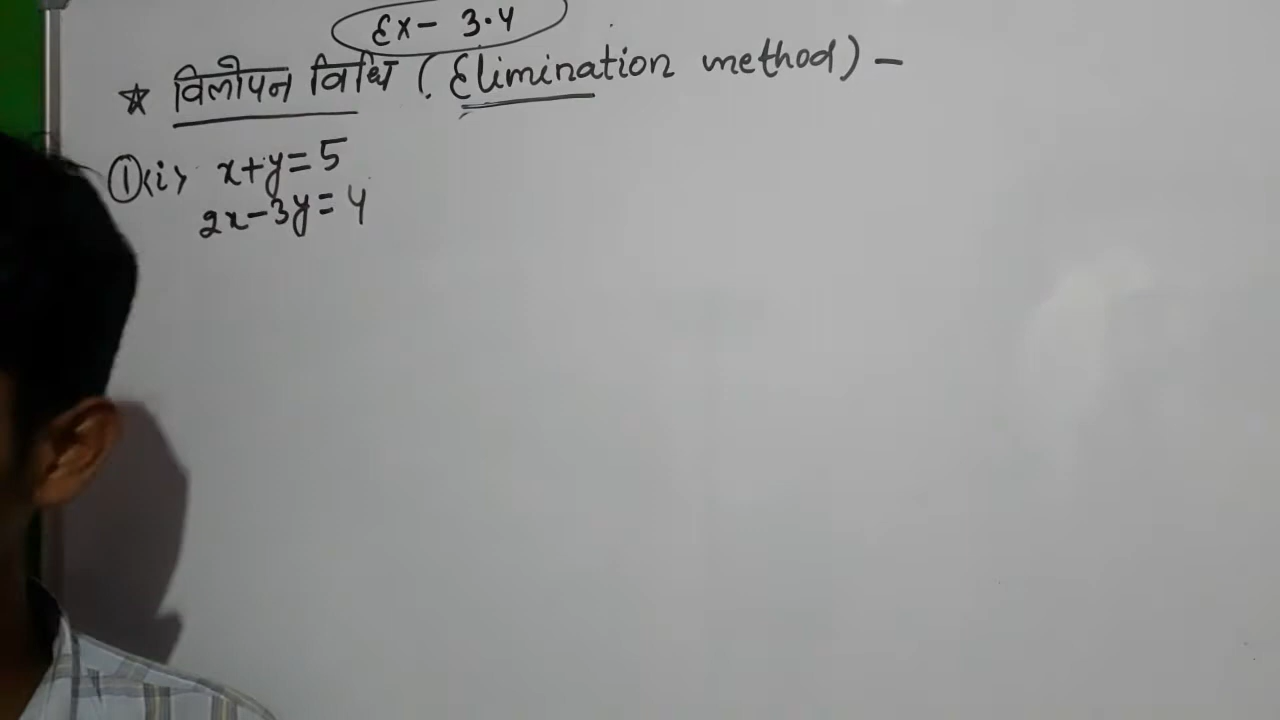 Ex- 3.4
* विलोपन विधि (Elimination method) -
① <i> x+y=5
2x-3y=4